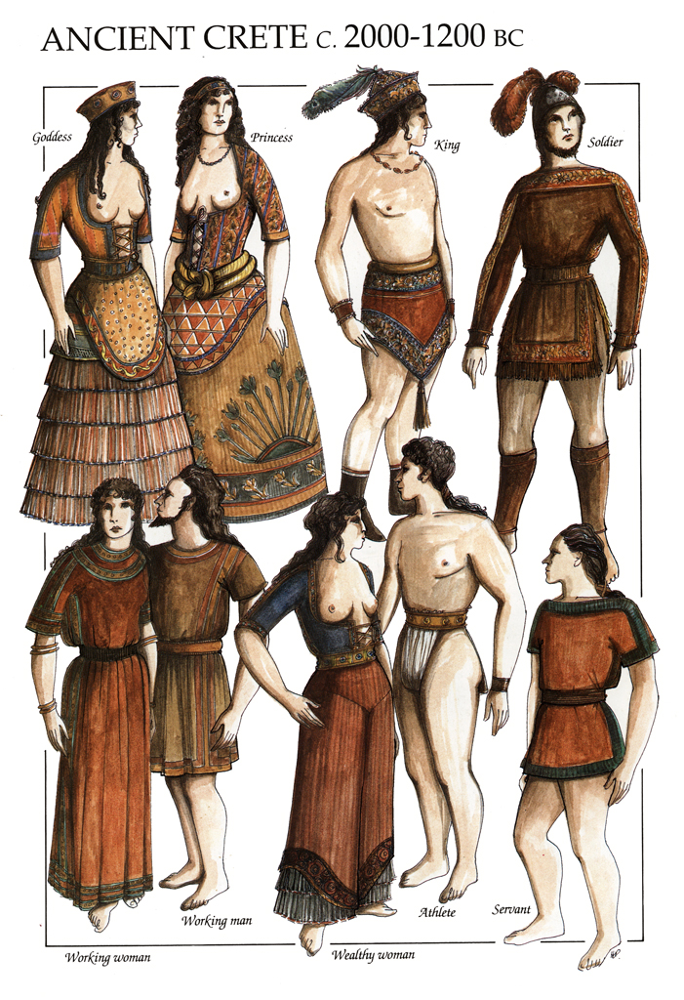 ANCIENT CRETE C. 2000-1200 BC
Goddess
Princess
King
Soldier
Working man
Athlete
Servant
Working woman
Wealthy woman